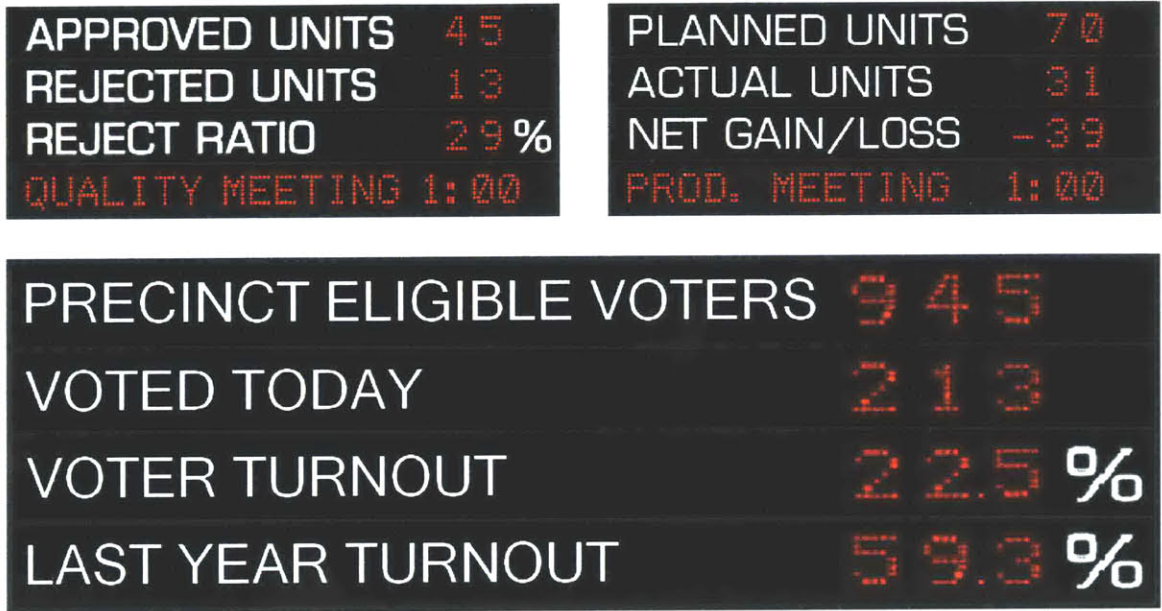 APPROVED UNITS 45
REJECTED UNITS 13
REJECT RATIO 29%
QUALITY MEETING 1:00
PLANNED UNITS 70
ACTUAL UNITS 31
NET GAIN/LOSS -39
PROD. MEETING 1:00
PRECINCT ELIGIBLE VOTERS 945
VOTED TODAY 213
VOTER TURNOUT 22.5%
LAST YEAR TURNOUT 59.3%